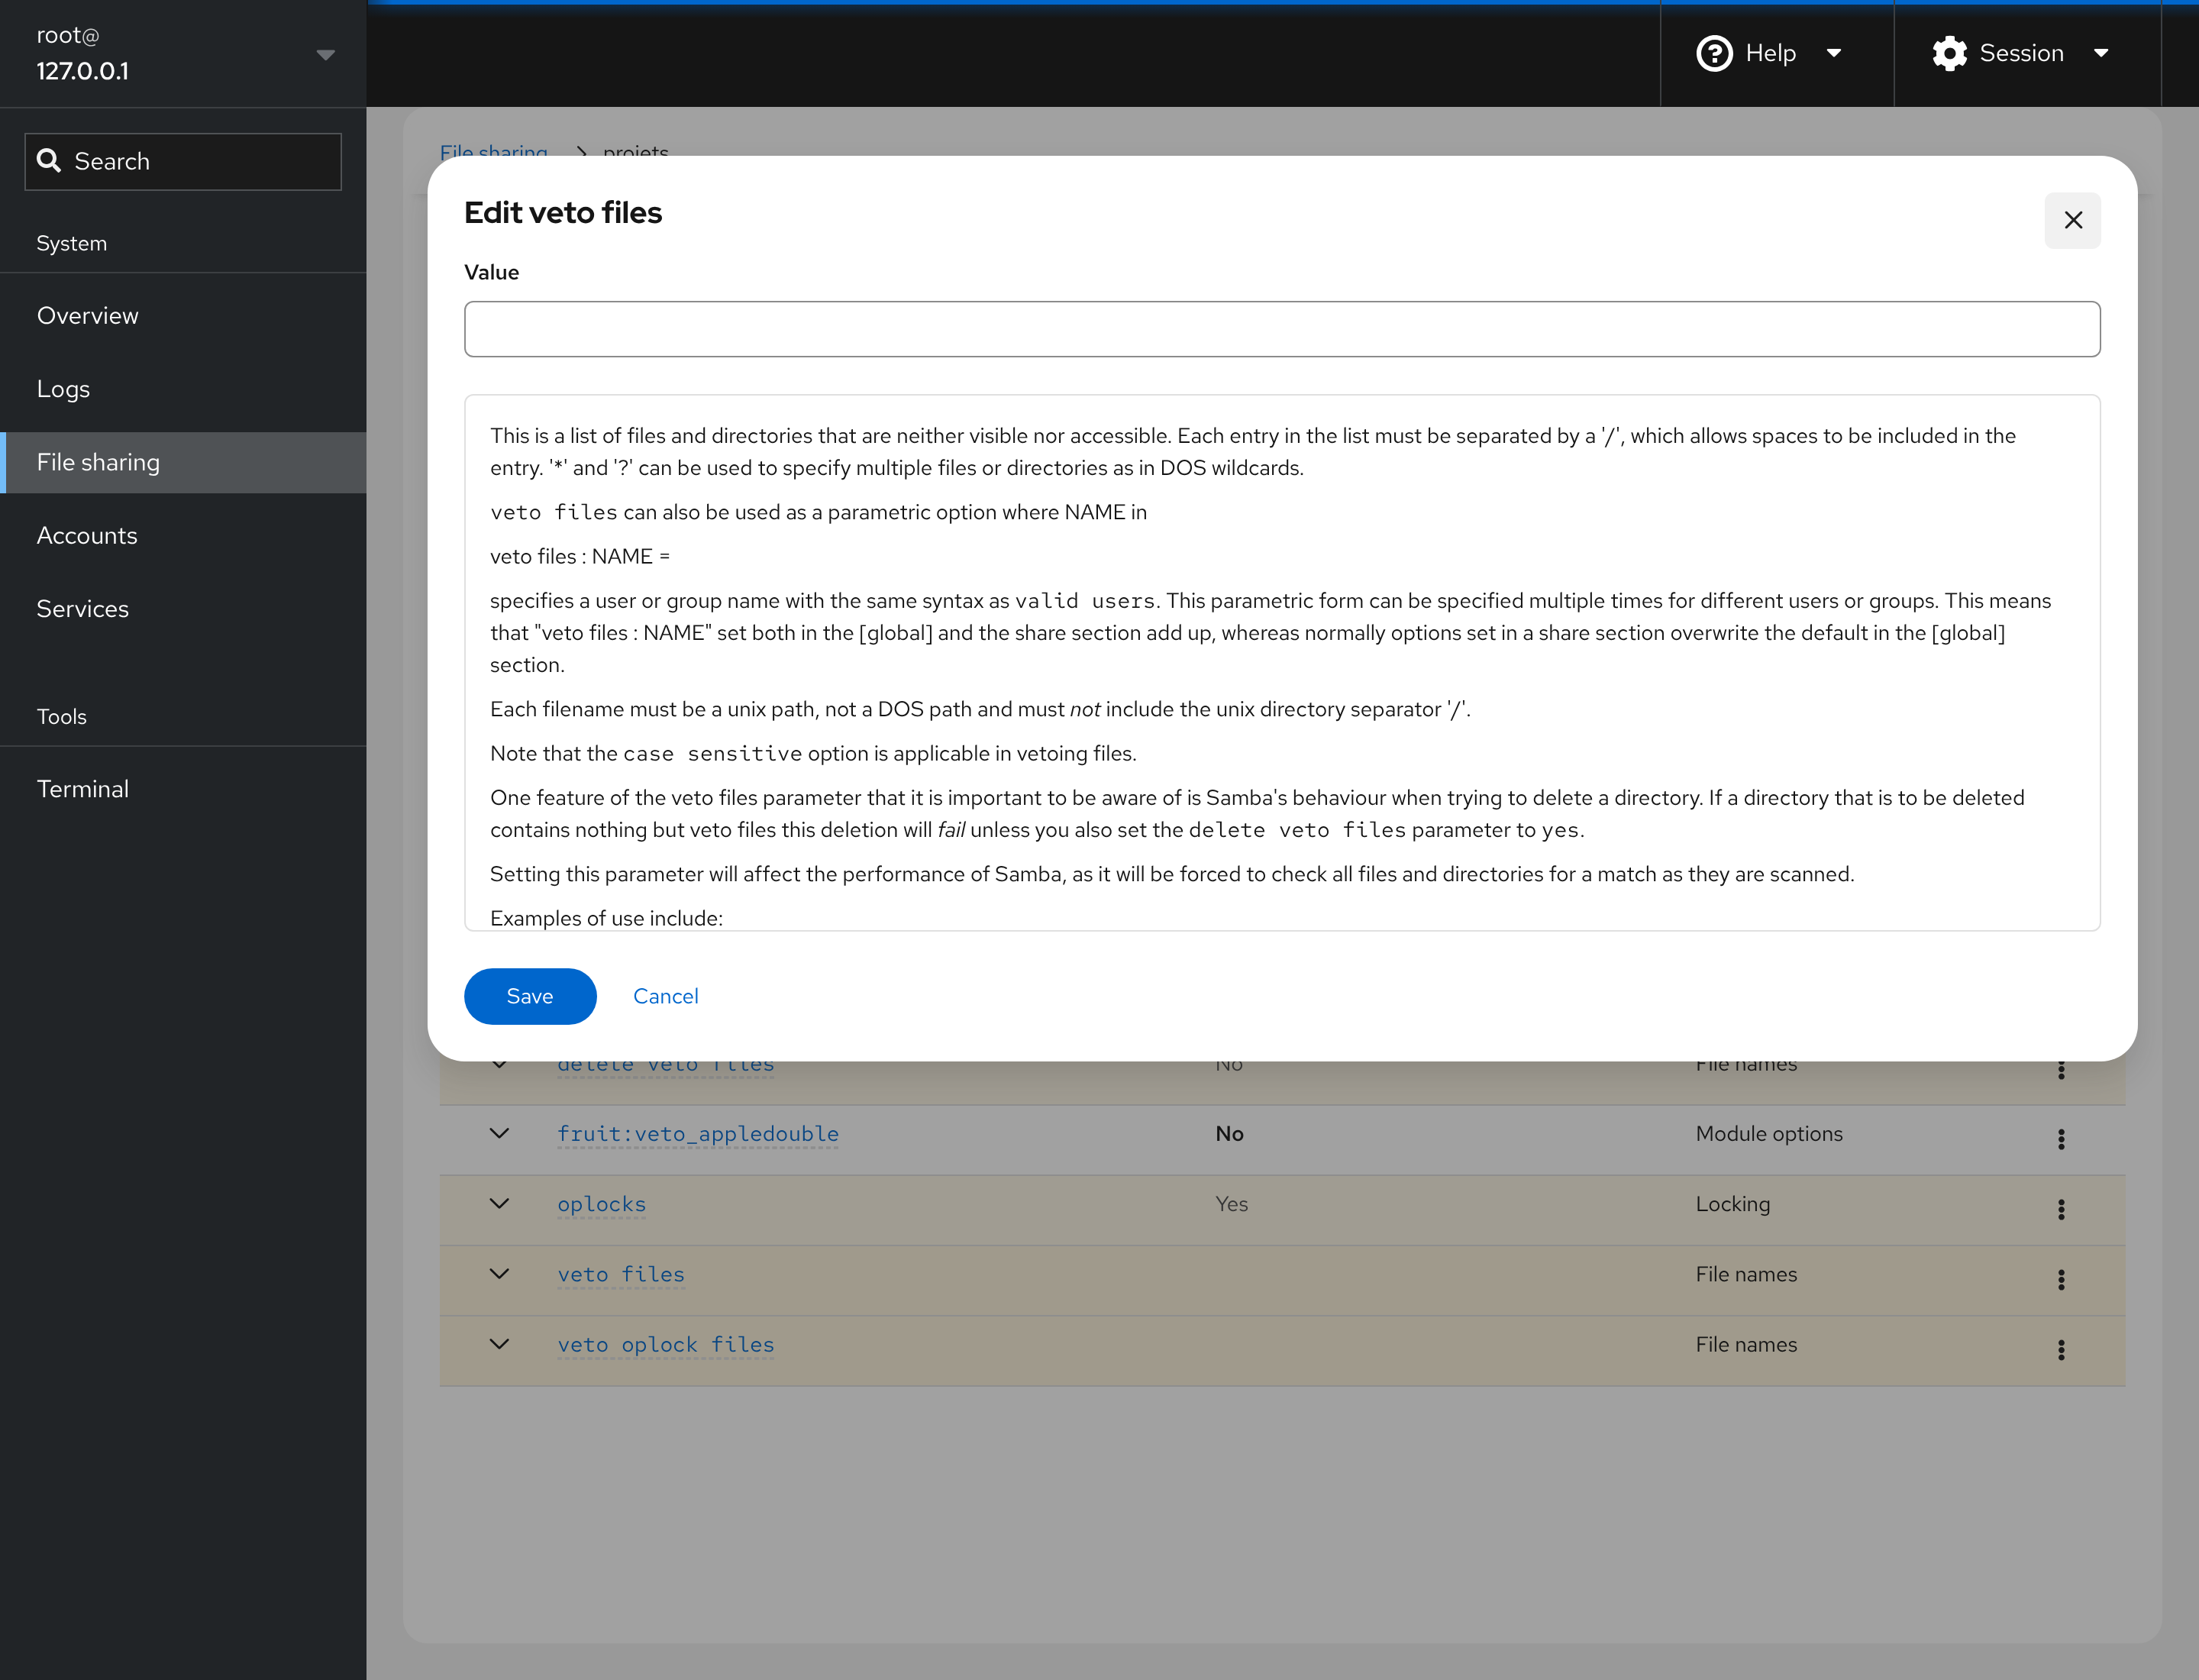 root@
127.0.0.1
Help
Session
Search
System
Overview
Logs
File sharing
Accounts
Services
Tools
Terminal
File sharing
projets
Edit veto files
Value
This is a list of files and directories that are neither visible nor accessible. Each entry in the list must be separated by a '/', which allows spaces to be included in the
entry. '*' and '?' can be used to specify multiple files or directories as in DOS wildcards.
veto files can also be used as a parametric option where NAME in
veto files : NAME =
specifies a user or group name with the same syntax as valid users. This parametric form can be specified multiple times for different users or groups. This means
that "veto files : NAME" set both in the [global] and the share section add up, whereas normally options set in a share section overwrite the default in the [global]
section.
Each filename must be a unix path, not a DOS path and must not include the unix directory separator '/'.
Note that the case sensitive option is applicable in vetoing files.
One feature of the veto files parameter that it is important to be aware of is Samba's behaviour when trying to delete a directory. If a directory that is to be deleted
contains nothing but veto files this deletion will fail unless you also set the delete veto files parameter to yes.
Setting this parameter will affect the performance of Samba, as it will be forced to check all files and directories for a match as they are scanned.
Examples of use include:
Save
Cancel
delete veto files No File names
fruit:veto_appledouble No Module options
oplocks Yes Locking
veto files File names
veto oplock files File names